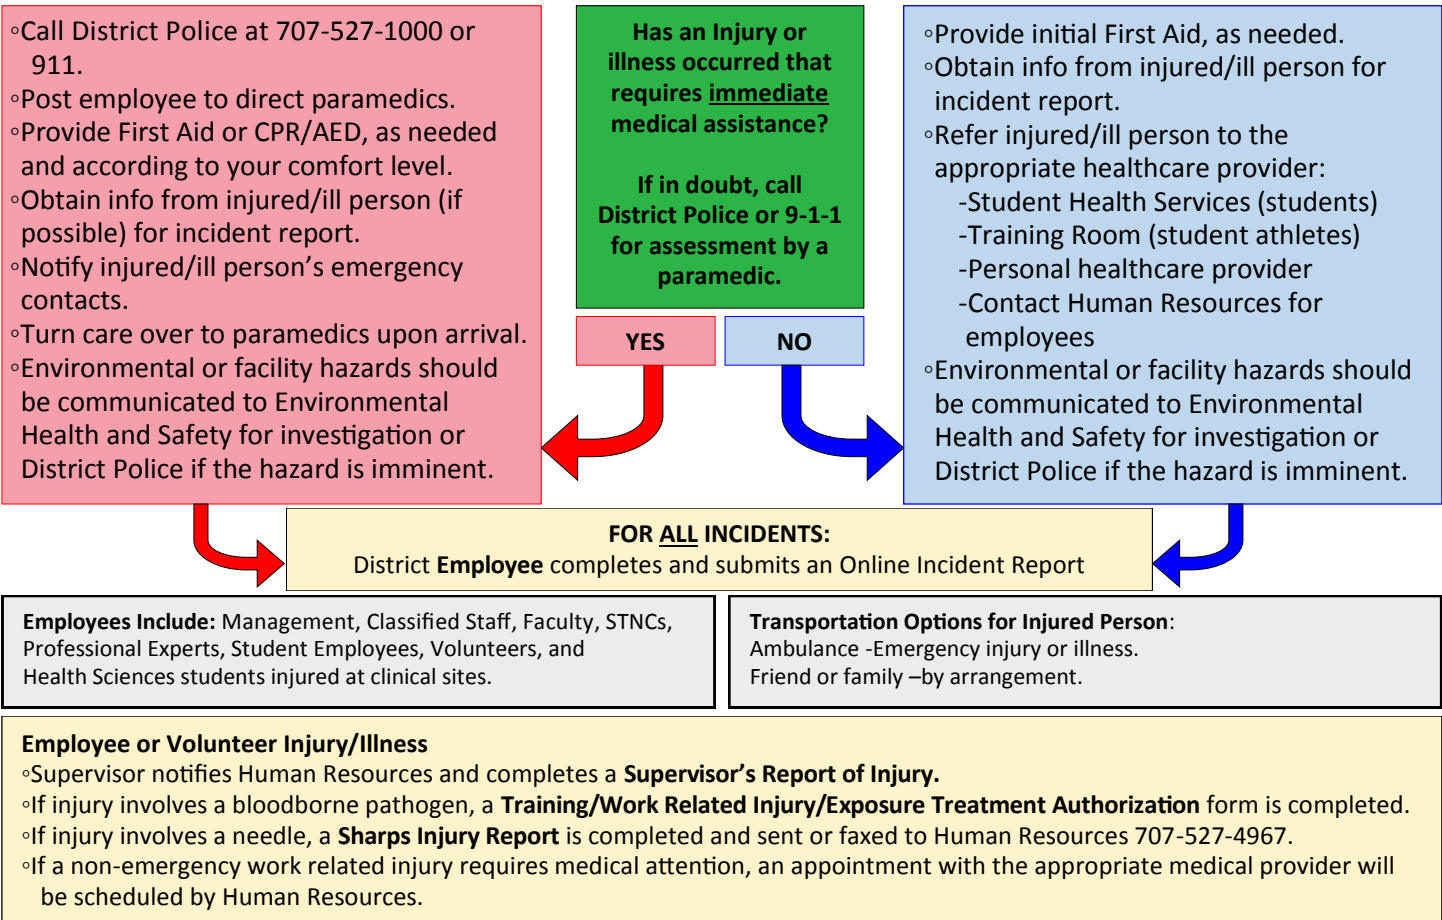 ◦Call District Police at 707-527-1000 or
911.
◦Post employee to direct paramedics.
◦Provide First Aid or CPR/AED, as needed
and according to your comfort level.
◦Obtain info from injured/ill person (if
possible) for incident report.
◦Notify injured/ill person’s emergency
contacts.
◦Turn care over to paramedics upon arrival.
◦Environmental or facility hazards should
be communicated to Environmental
Health and Safety for investigation or
District Police if the hazard is imminent.
Has an Injury or
illness occurred that
requires immediate
medical assistance?
If in doubt, call
District Police or 9-1-1
for assessment by a
paramedic.
YES
NO
◦Provide initial First Aid, as needed.
◦Obtain info from injured/ill person for
incident report.
◦Refer injured/ill person to the
appropriate healthcare provider:
-Student Health Services (students)
-Training Room (student athletes)
-Personal healthcare provider
-Contact Human Resources for
employees
◦Environmental or facility hazards should
be communicated to Environmental
Health and Safety for investigation or
District Police if the hazard is imminent.
FOR ALL INCIDENTS:
District Employee completes and submits an Online Incident Report
Employees Include: Management, Classified Staff, Faculty, STNCs,
Professional Experts, Student Employees, Volunteers, and
Health Sciences students injured at clinical sites.
Transportation Options for Injured Person:
Ambulance -Emergency injury or illness.
Friend or family –by arrangement.
Employee or Volunteer Injury/Illness
◦Supervisor notifies Human Resources and completes a Supervisor’s Report of Injury.
◦If injury involves a bloodborne pathogen, a Training/Work Related Injury/Exposure Treatment Authorization form is completed.
◦If injury involves a needle, a Sharps Injury Report is completed and sent or faxed to Human Resources 707-527-4967.
◦If a non-emergency work related injury requires medical attention, an appointment with the appropriate medical provider will
be scheduled by Human Resources.